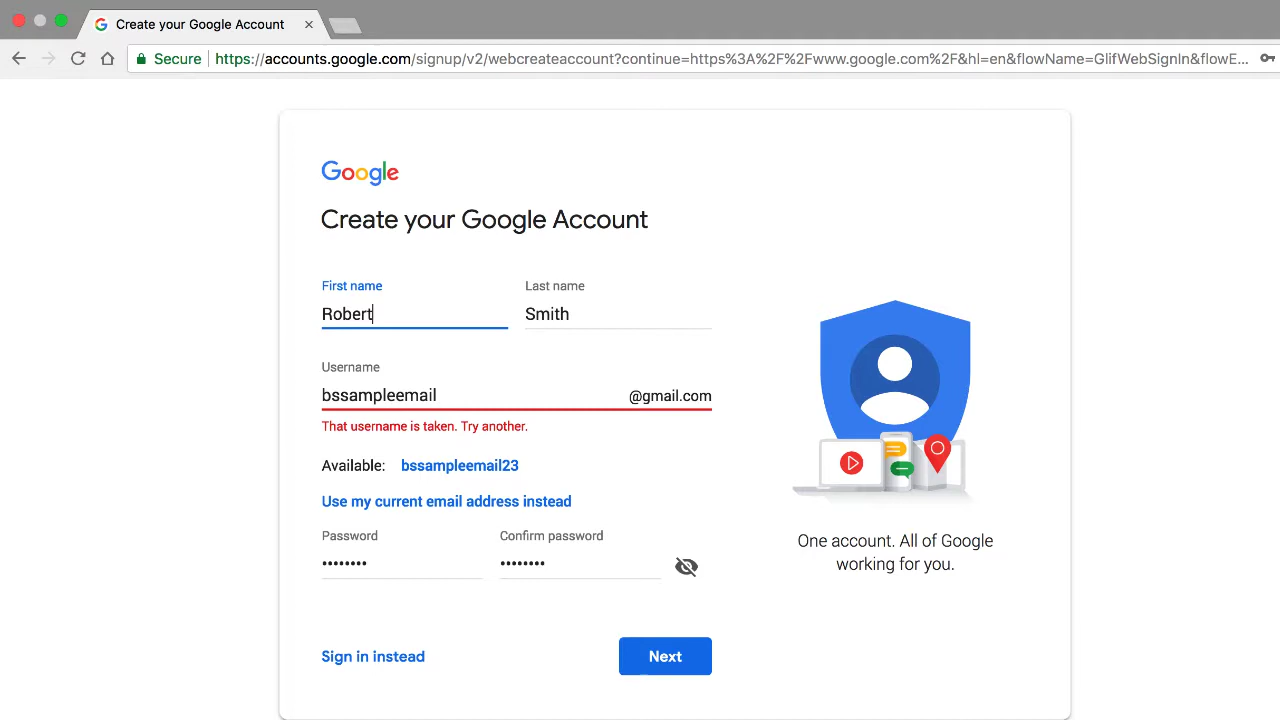 Create your Google Account
Secure https://accounts.google.com/signup/v2/webcreateaccount?continue=https%3A%2F%2Fwww.google.com%2F&hl=en&flowName=GlifWebSignIn&flowE...
Google
Create your Google Account
First name Last name
Robert Smith
Username
bssampleemail @gmail.com
That username is taken. Try another.
Available: bssampleemail23
Use my current email address instead
Password Confirm password
•••••••• ••••••••
One account. All of Google
working for you.
Sign in instead Next